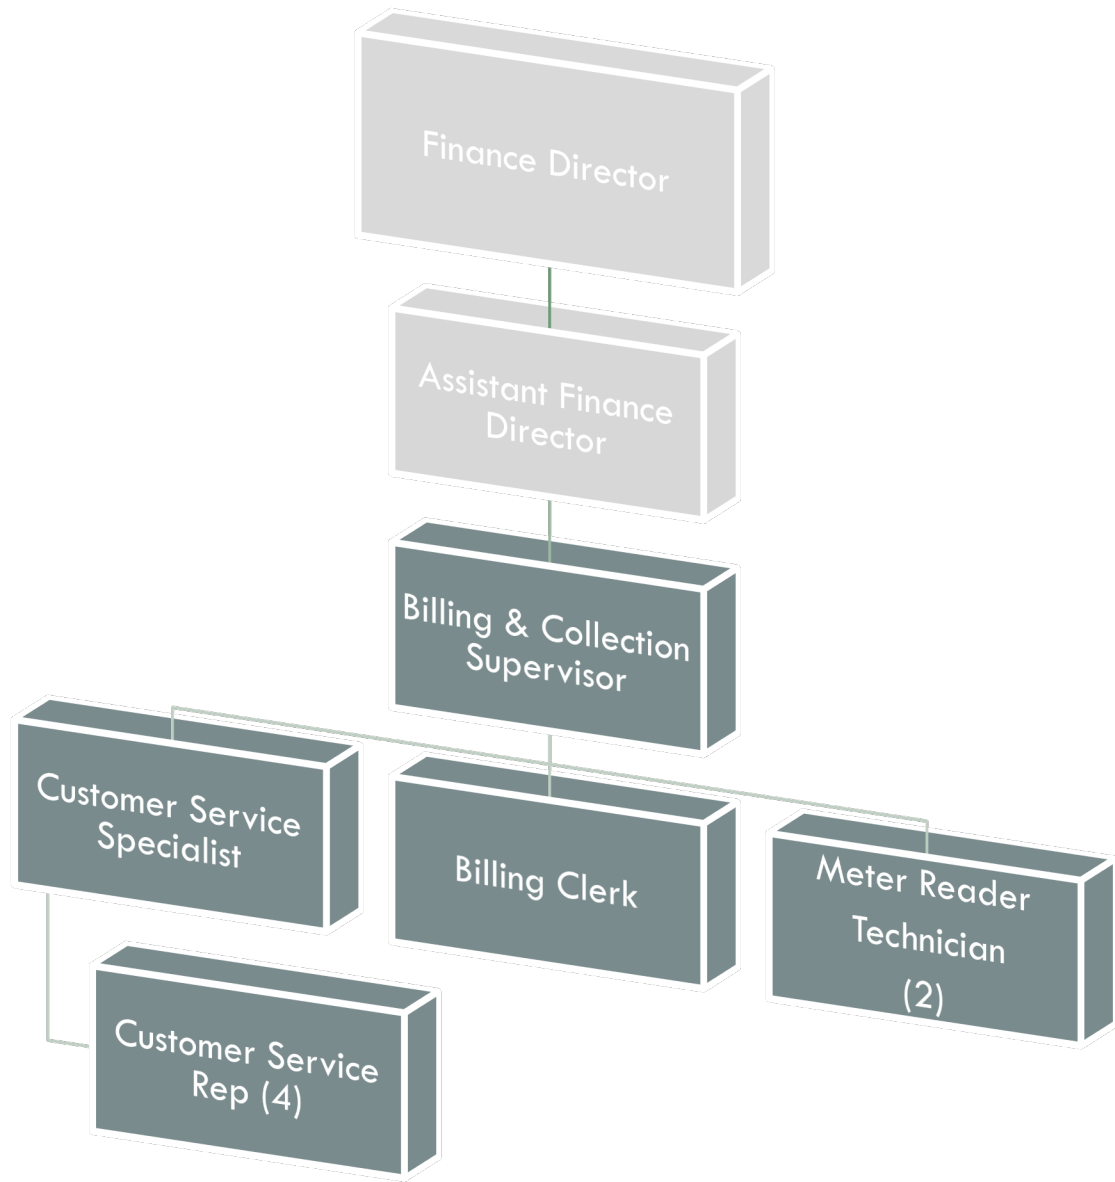 Finance Director
Assistant Finance
Director
Billing & Collection
Supervisor
Customer Service
Specialist
Billing Clerk
Meter Reader
Technician
(2)
Customer Service
Rep (4)